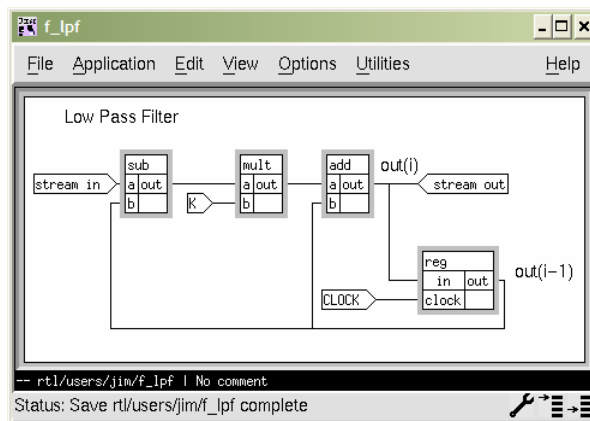 f_lpf
File Application Edit View Options Utilities Help
Low Pass Filter
sub
mult
add
out(i)
stream in
a out
a out
a out
stream out
b
K
b
b
reg
in out
out(i-1)
CLOCK
clock
-- rtl/users/jim/f_lpf | No comment
Status: Save rtl/users/jim/f_lpf complete